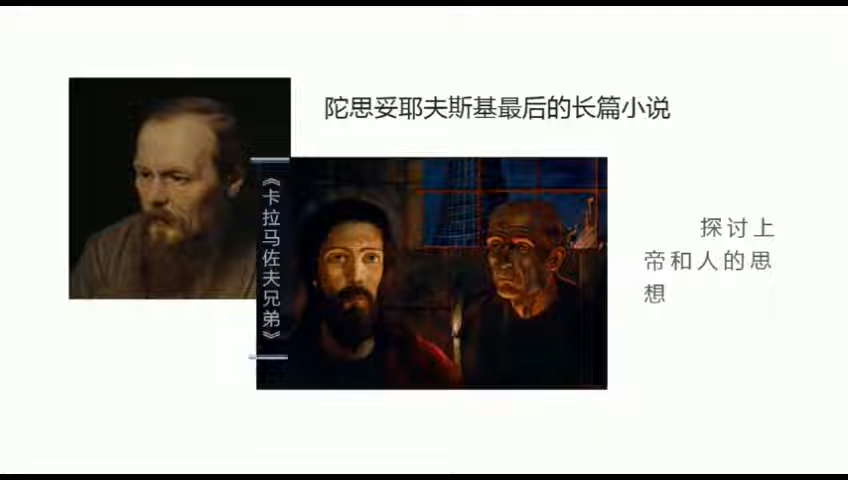 陀思妥耶夫斯基最后的长篇小说
《卡拉马佐夫兄弟》
探讨上
帝和人的思
想